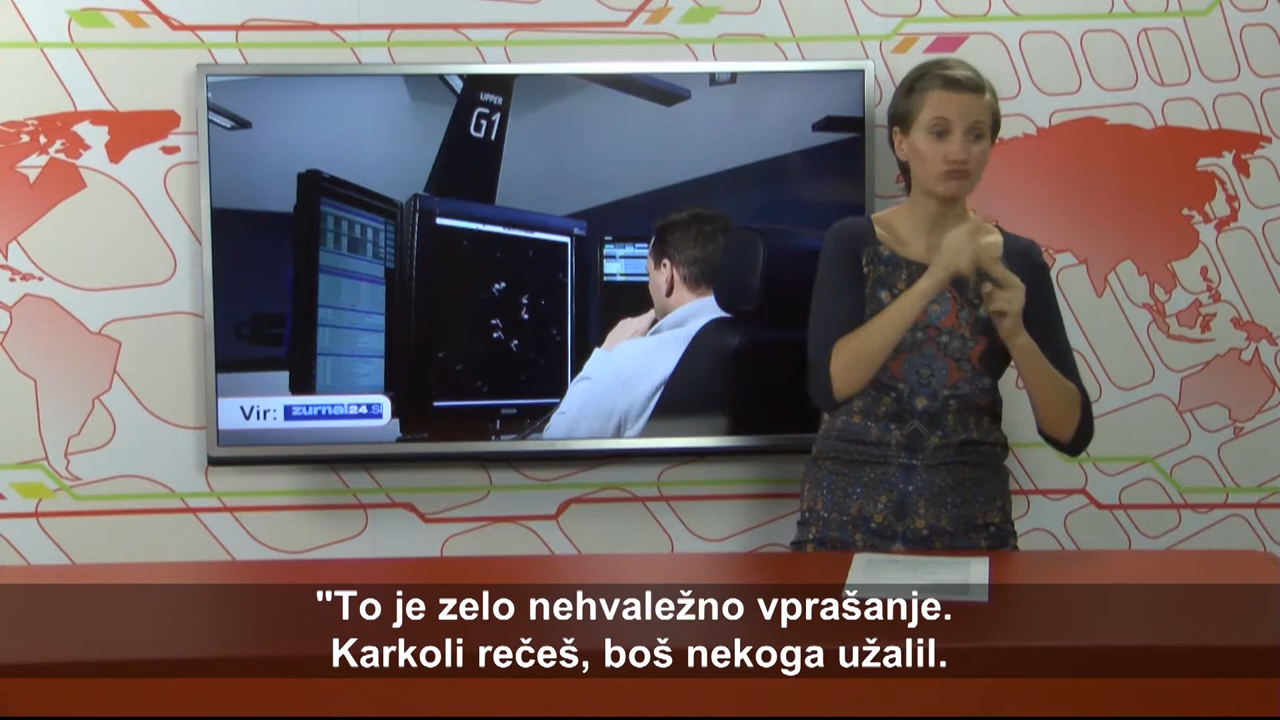 UPPER
G1
Vir: zurnal24.si
"To je zelo nehvaležno vprašanje.
Karkoli rečeš, boš nekoga užalil.